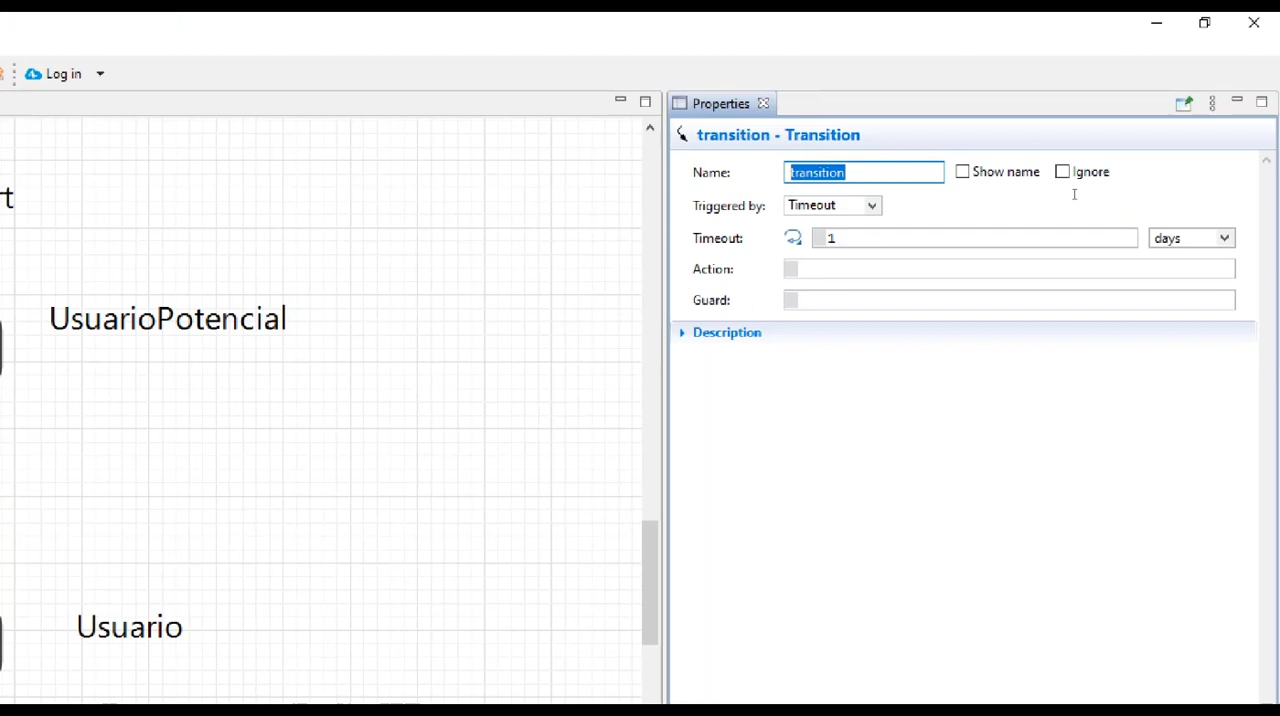 Log in
Properties
transition - Transition
rt
Name: transition Show name Ignore
Triggered by: Timeout
Timeout: 1 days
Action:
Guard:
UsuarioPotencial
Description
Usuario